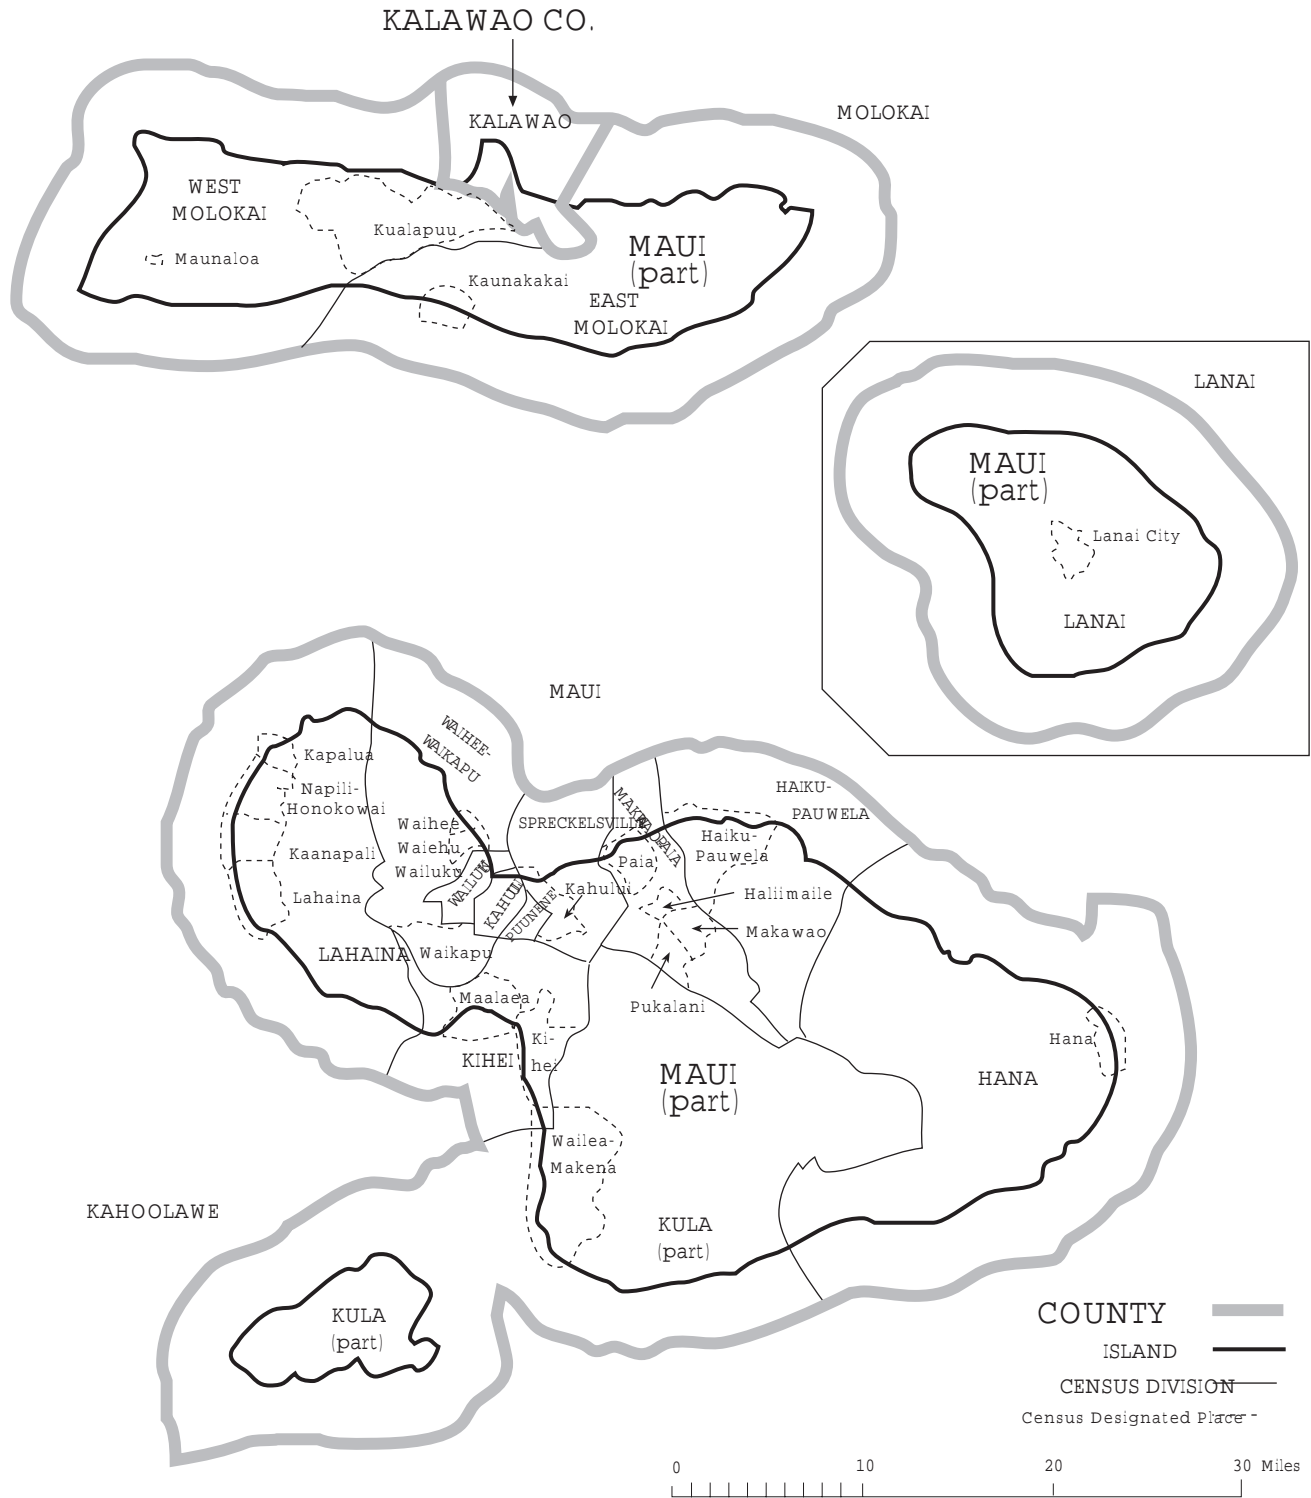 KALAWAO CO.
MOLOKAI
KALAWAO
WEST
MOLOKAI
Kualapuu
Maunaloa
MAUI
(part)
Kaunakakai
EAST
MOLOKAI
LANAI
MAUI
(part)
Lanai City
LANAI
MAUI
WAIHEE-
WAIKAPU
Kapalua
Napili-
Honokowai
Kaanapali
Lahaina
LAHAINA
Waihee
Waiehu
Wailuku
WAILUKU
KAHULUI
PUUNENE
SPRECKELSVILLE
MAKAWAO-
PAIA
Paia
Kahului
HAIKU-
PAUWELA
Haiku-
Pauwela
Haliimaile
Makawao
Pukalani
Waikapu
Maalaea
KIHEI
Ki-
hei
MAUI
(part)
Hana
HANA
Wailea-
Makena
KULA
(part)
KAHOOLAWE
KULA
(part)
COUNTY
ISLAND
CENSUS DIVISION
Census Designated Place
0 10 20 30 Miles